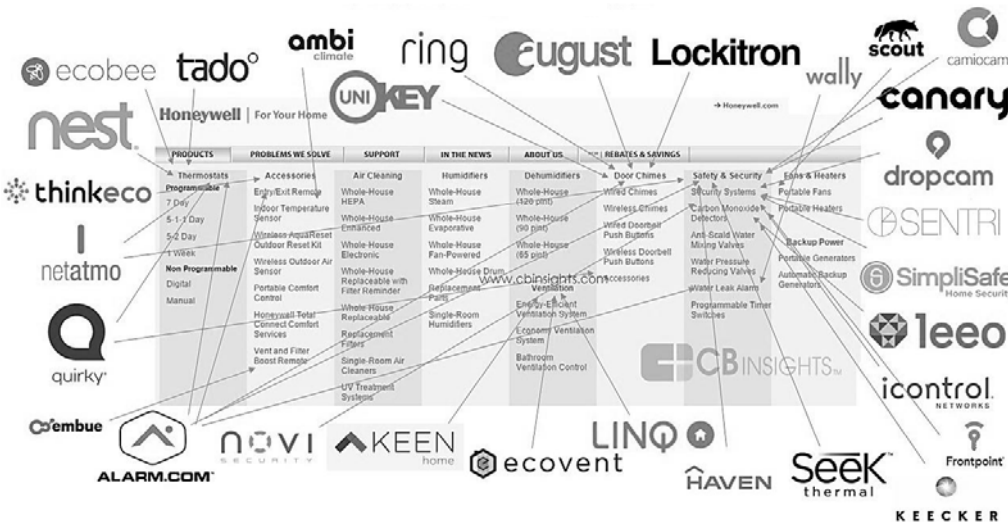 ecobee
tado°
ambi
climate
ring
august
Lockitron
scout
camiocam
wally
canary
UNI KEY
nest
Honeywell | For Your Home
→ Honeywell.com
dropcam
thinkeco
SENTRI
netatmo
SimpliSafe
Home Security
quirky
leeo
embue
icontrol
NETWORKS
ALARM.COM
NOVI
SECURITY
KEEN
home
ecovent
LINQ
HAVEN
Seek
thermal
Frontpoint
KEECKER
PRODUCTS
PROBLEMS WE SOLVE
SUPPORT
IN THE NEWS
ABOUT US
REBATES & SAVINGS
Thermostats
Programmable
7 Day
5-1-1 Day
5-2 Day
1 Week
Non Programmable
Digital
Manual
Accessories
Entry/Exit Remote
Indoor Temperature
Sensor
Wireless AquaReset
Outdoor Reset Kit
Wireless Outdoor Air
Sensor
Portable Comfort
Control
Honeywell Total
Connect Comfort
Services
Vent and Filter
Boost Remote
Air Cleaning
Whole-House
HEPA
Whole-House
Enhanced
Whole-House
Electronic
Whole-House
Replaceable with
Filter Reminder
Whole House
Replaceable
Replacement
Filters
Single-Room Air
Cleaners
UV Treatment
Systems
Humidifiers
Whole-House
Steam
Whole-House
Evaporative
Whole-House
Fan-Powered
Whole-House Drum
Replacement
Parts
Single-Room
Humidifiers
Dehumidifiers
Whole-House
(120 pint)
Whole-House
(90 pint)
Whole-House
(65 pint)
www.cbinsights.com
Ventilation
Energy-Efficient
Ventilation System
Economy Ventilation
System
Bathroom
Ventilation Control
Door Chimes
Wired Chimes
Wireless Chimes
Wired Doorbell
Push Buttons
Wireless Doorbell
Push Buttons
Accessories
Safety & Security
Security Systems
Carbon Monoxide
Detectors
Anti-Scald Water
Mixing Valves
Water Pressure
Reducing Valves
Water Leak Alarm
Programmable Timer
Switches
Fans & Heaters
Portable Fans
Portable Heaters
Backup Power
Portable Generators
Automatic Backup
Generators
CBINSIGHTS™